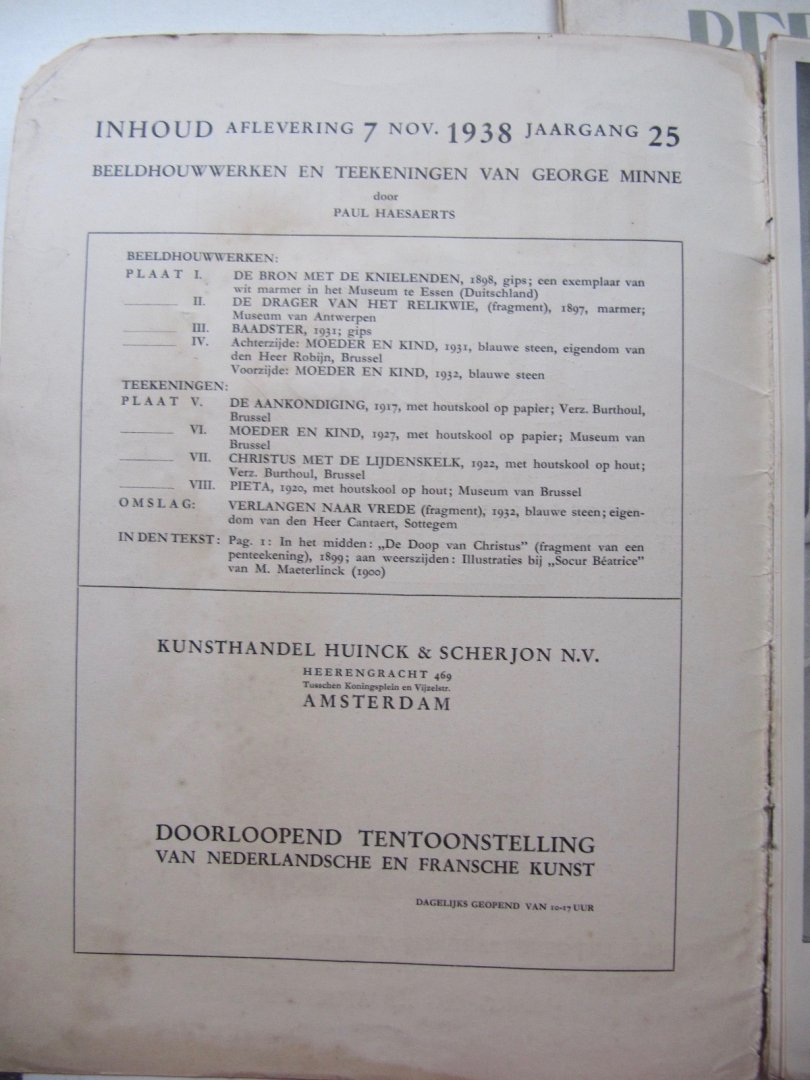 INHOUD AFLEVERING 7 NOV. 1938 JAARGANG 25
BEELDHOUWWERKEN EN TEEKENINGEN VAN GEORGE MINNE
door
PAUL HAESAERTS
BEELDHOUWWERKEN:
PLAAT I. DE BRON MET DE KNIELENDEN, 1898, gips; een exemplaar van
wit marmer in het Museum te Essen (Duitschland)
II. DE DRAGER VAN HET RELIKWIE, (fragment), 1897, marmer;
Museum van Antwerpen
III. BAADSTER, 1931; gips
IV. Achterzijde: MOEDER EN KIND, 1931, blauwe steen, eigendom van
den Heer Robijn, Brussel
Voorzijde: MOEDER EN KIND, 1932, blauwe steen
TEEKENINGEN:
PLAAT V. DE AANKONDIGING, 1917, met houtskool op papier; Verz. Burthoul,
Brussel
VI. MOEDER EN KIND, 1927, met houtskool op papier; Museum van
Brussel
VII. CHRISTUS MET DE LIJDENSKELK, 1922, met houtskool op hout;
Verz. Burthoul, Brussel
VIII. PIETA, 1920, met houtskool op hout; Museum van Brussel
OMSLAG: VERLANGEN NAAR VREDE (fragment), 1932, blauwe steen; eigen-
dom van den Heer Cantaert, Sottegem
IN DEN TEKST: Pag. 1: In het midden: „De Doop van Christus” (fragment van een
penteekening), 1899; aan weerszijden: Illustraties bij „Socur Béatrice”
van M. Maeterlinck (1900)
KUNSTHANDEL HUINCK & SCHERJON N.V.
HEERENGRACHT 469
Tusschen Koningsplein en Vijzelstr.
AMSTERDAM
DOORLOOPEND TENTOONSTELLING
VAN NEDERLANDSCHE EN FRANSCHE KUNST
DAGELIJKS GEOPEND VAN 10-17 UUR